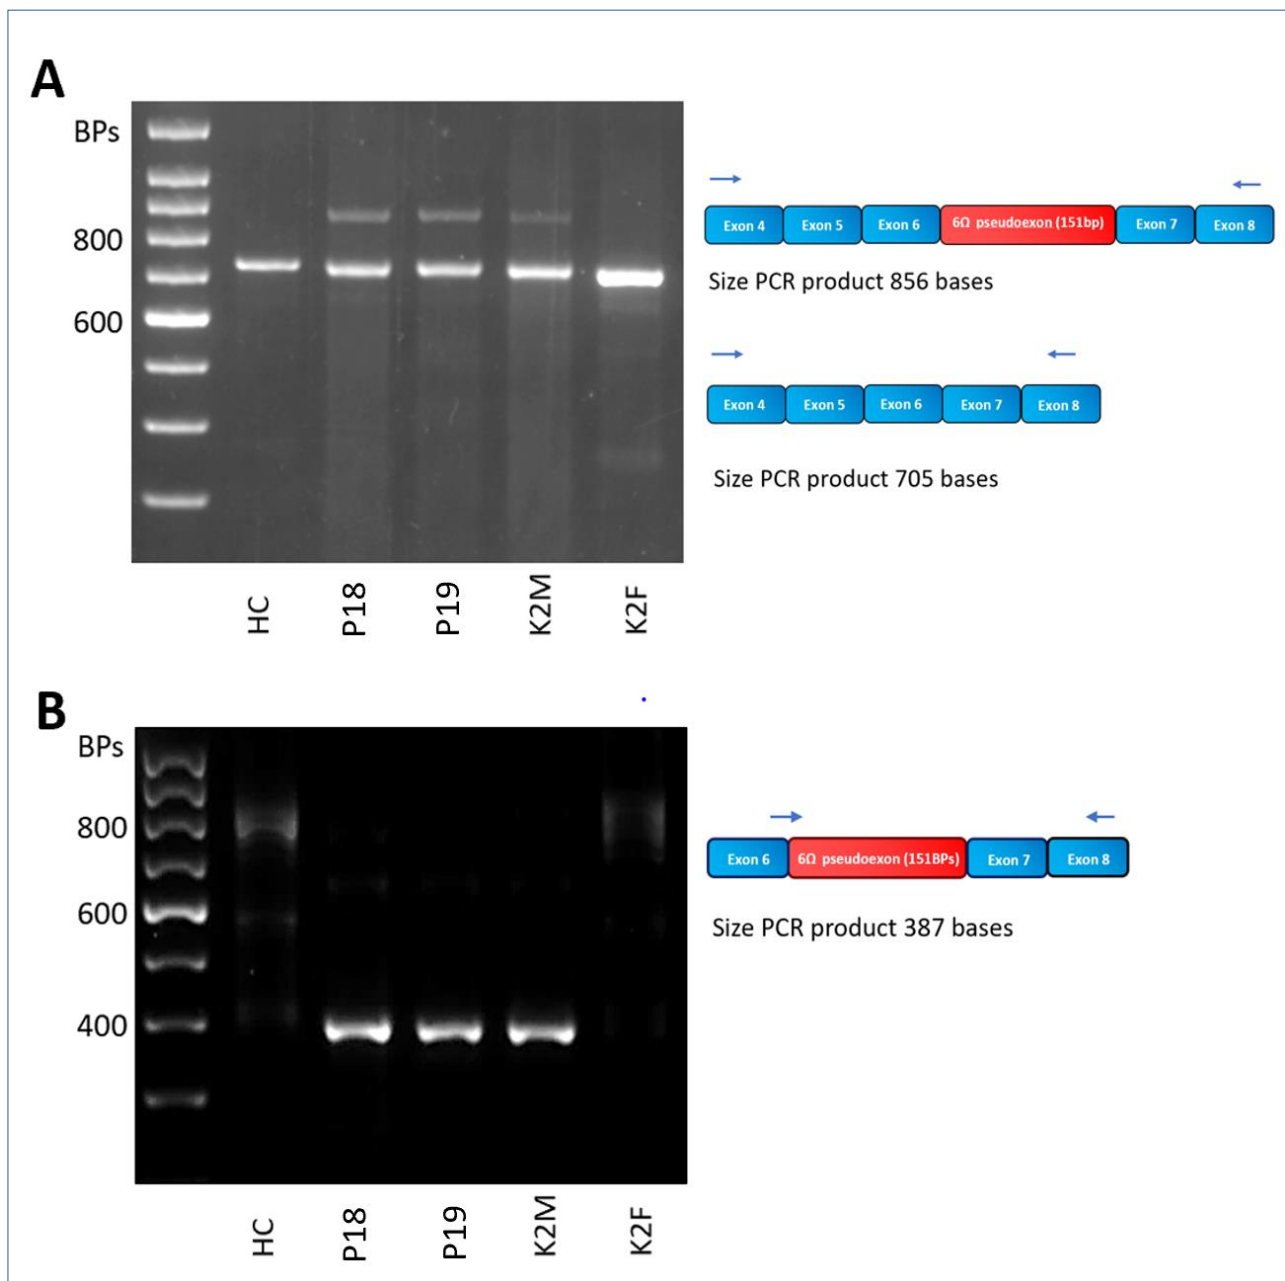 A
BPs
800
600
HC
P18
P19
K2M
K2F
Exon 4 Exon 5 Exon 6 6Ω pseudoexon (151bp) Exon 7 Exon 8
Size PCR product 856 bases
Exon 4 Exon 5 Exon 6 Exon 7 Exon 8
Size PCR product 705 bases
B
BPs
800
600
400
HC
P18
P19
K2M
K2F
Exon 6 6Ω pseudoexon (151BPs) Exon 7 Exon 8
Size PCR product 387 bases